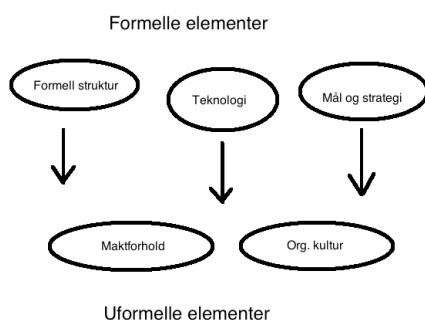 Formelle elementer
Formell struktur
Teknologi
Mål og strategi
Maktforhold
Org. kultur
Uformelle elementer